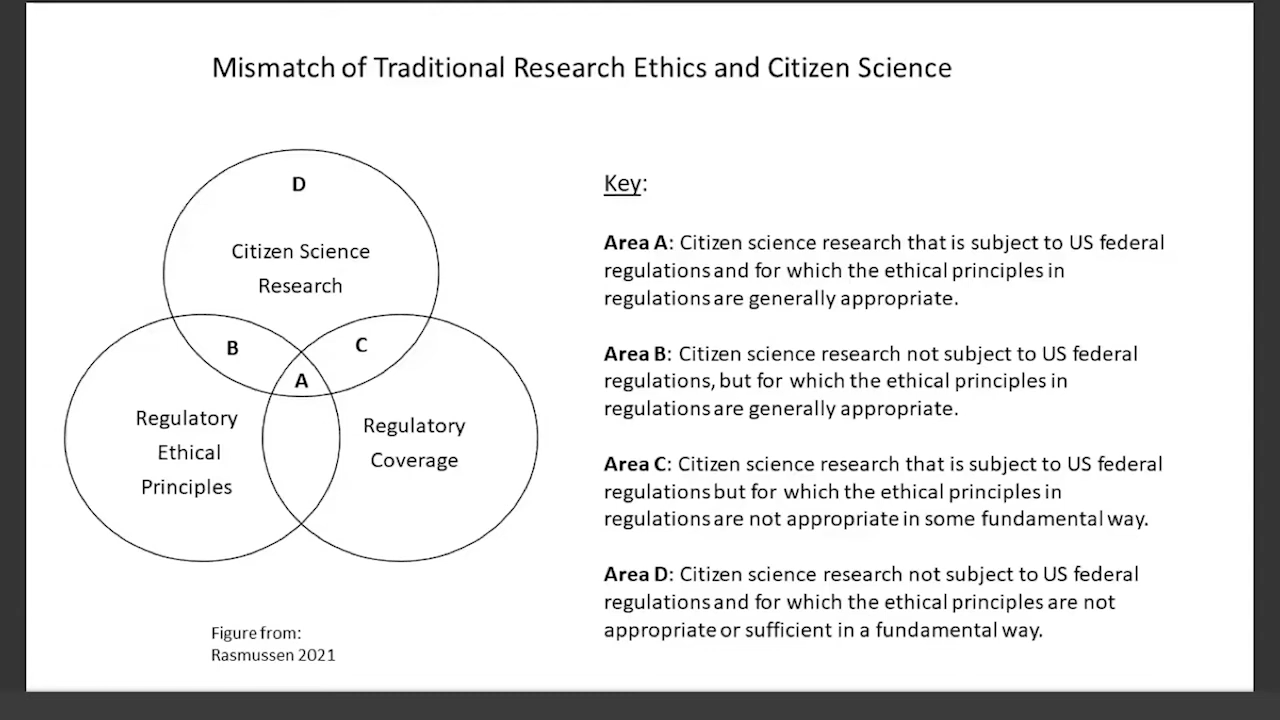 Mismatch of Traditional Research Ethics and Citizen Science
D
Citizen Science
Research
B
C
A
Regulatory
Ethical
Principles
Regulatory
Coverage
Figure from:
Rasmussen 2021
Key:
Area A: Citizen science research that is subject to US federal
regulations and for which the ethical principles in
regulations are generally appropriate.
Area B: Citizen science research not subject to US federal
regulations, but for which the ethical principles in
regulations are generally appropriate.
Area C: Citizen science research that is subject to US federal
regulations but for which the ethical principles in
regulations are not appropriate in some fundamental way.
Area D: Citizen science research not subject to US federal
regulations and for which the ethical principles are not
appropriate or sufficient in a fundamental way.